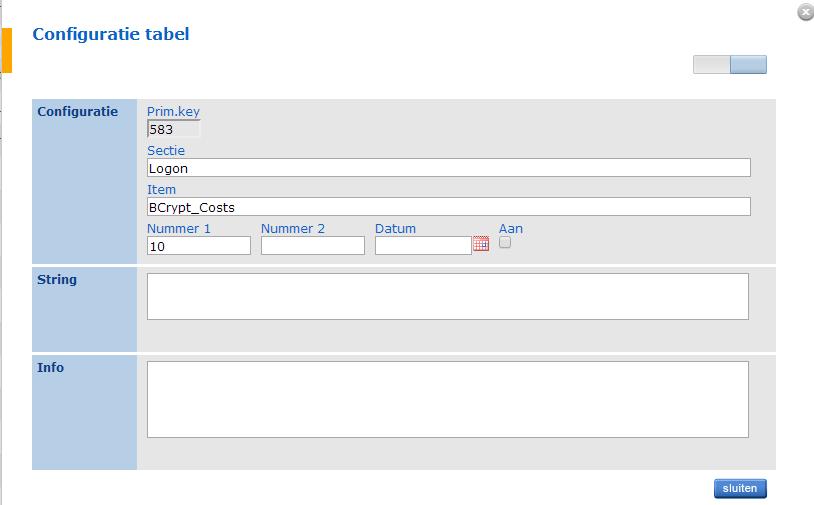 Configuratie tabel
Configuratie
Prim.key
583
Sectie
Logon
Item
BCrypt_Costs
Nummer 1 Nummer 2 Datum Aan
10
String
Info
sluiten